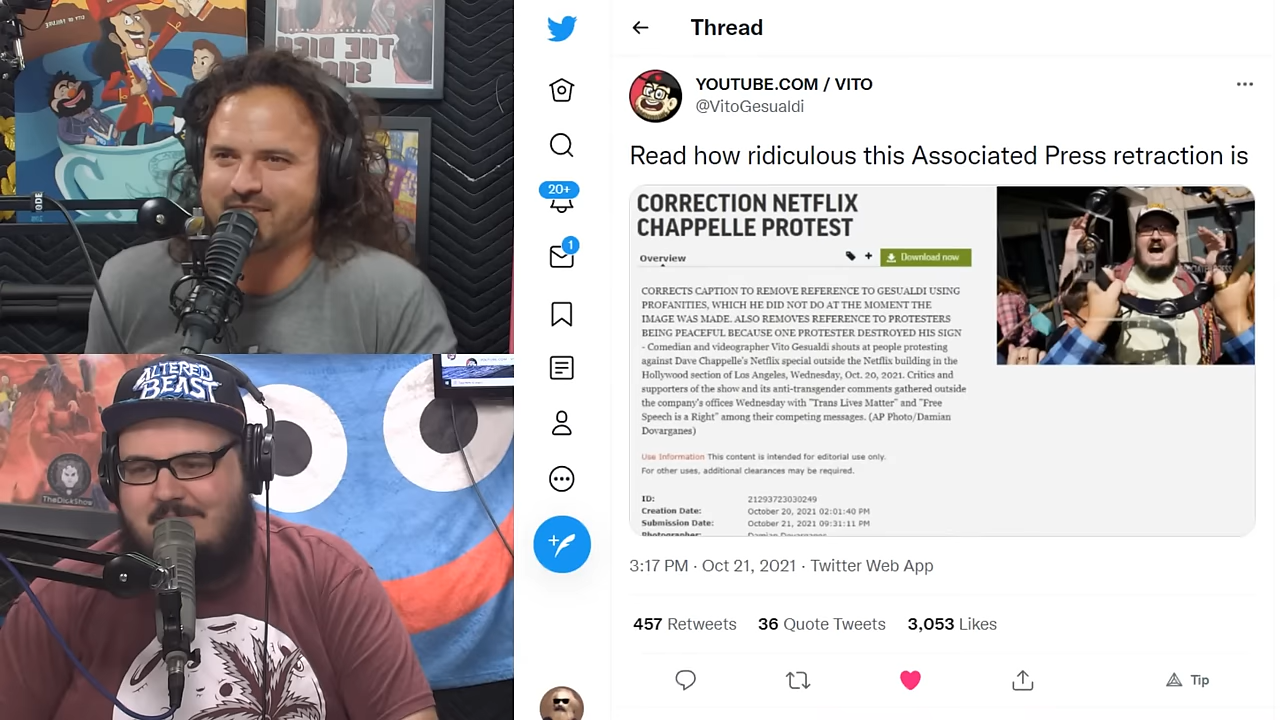 THE DICK
SHOW
ALTERED
BEAST
TheDickShow
20+
1
Thread
YOUTUBE.COM / VITO
@VitoGesualdi
Read how ridiculous this Associated Press retraction is
CORRECTION NETFLIX
CHAPPELLE PROTEST
Overview
Download now
CORRECTS CAPTION TO REMOVE REFERENCE TO GESUALDI USING
PROFANITIES, WHICH HE DID NOT DO AT THE MOMENT THE
IMAGE WAS MADE. ALSO REMOVES REFERENCE TO PROTESTERS
BEING PEACEFUL BECAUSE ONE PROTESTER DESTROYED HIS SIGN
- Comedian and videographer Vito Gesualdi shouts at people protesting
against Dave Chappelle's Netflix special outside the Netflix building in the
Hollywood section of Los Angeles, Wednesday, Oct. 20, 2021. Critics and
supporters of the show and its anti-transgender comments gathered outside
the company's offices Wednesday with "Trans Lives Matter" and "Free
Speech is a Right" among their competing messages. (AP Photo/Damian
Dovarganes)
Use Information This content is intended for editorial use only.
For other uses, additional clearances may be required.
ID: 21293723030249
Creation Date: October 20, 2021 02:01:40 PM
Submission Date: October 21, 2021 09:31:11 PM
Photographer: Damian Dovarganes
AP
3:17 PM · Oct 21, 2021 · Twitter Web App
457 Retweets 36 Quote Tweets 3,053 Likes
Tip